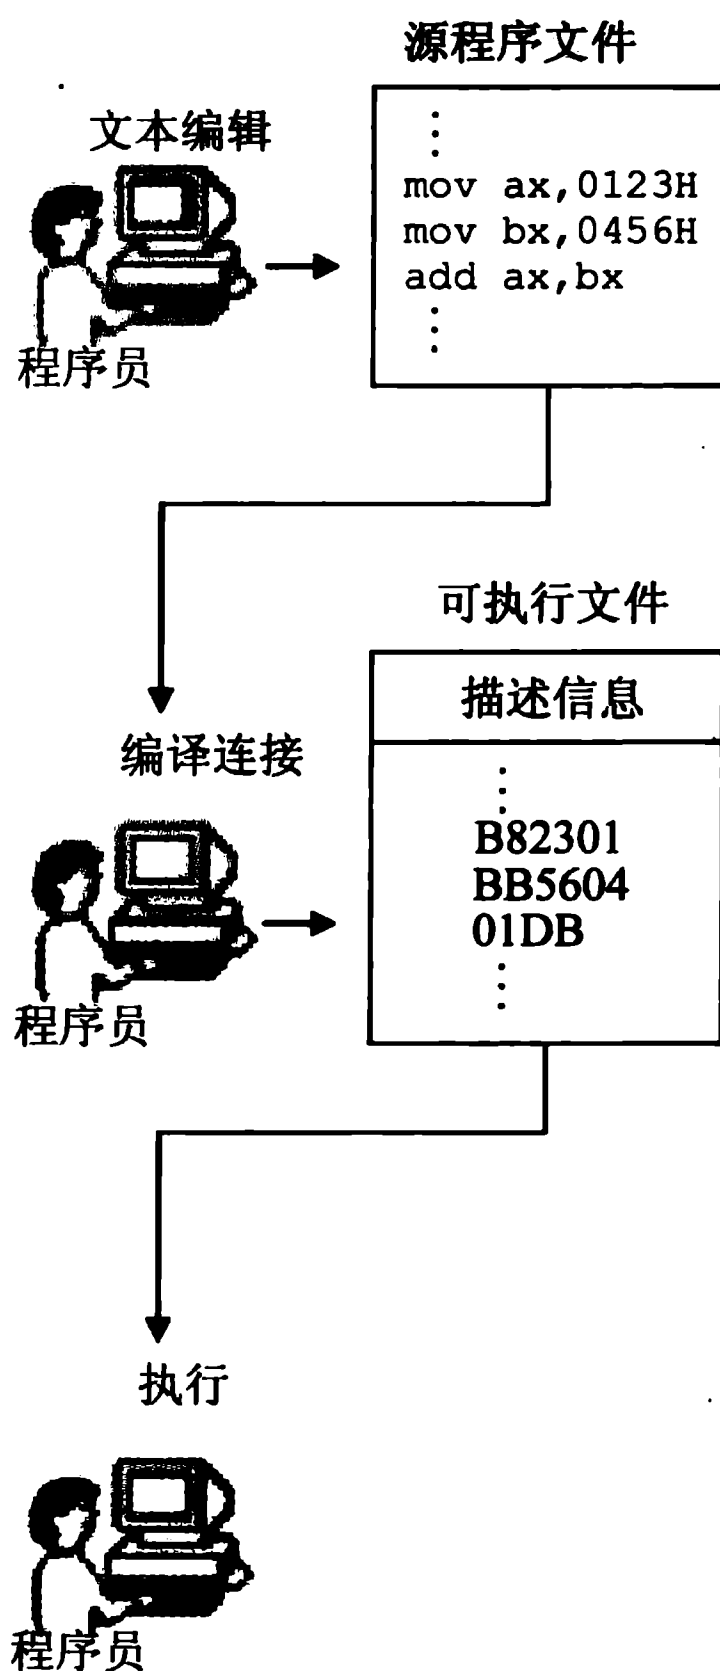 源程序文件
文本编辑
⋮
mov ax,0123H
mov bx,0456H
add ax,bx
⋮
程序员
可执行文件
描述信息
编译连接
⋮
B82301
BB5604
01DB
⋮
程序员
执行
程序员